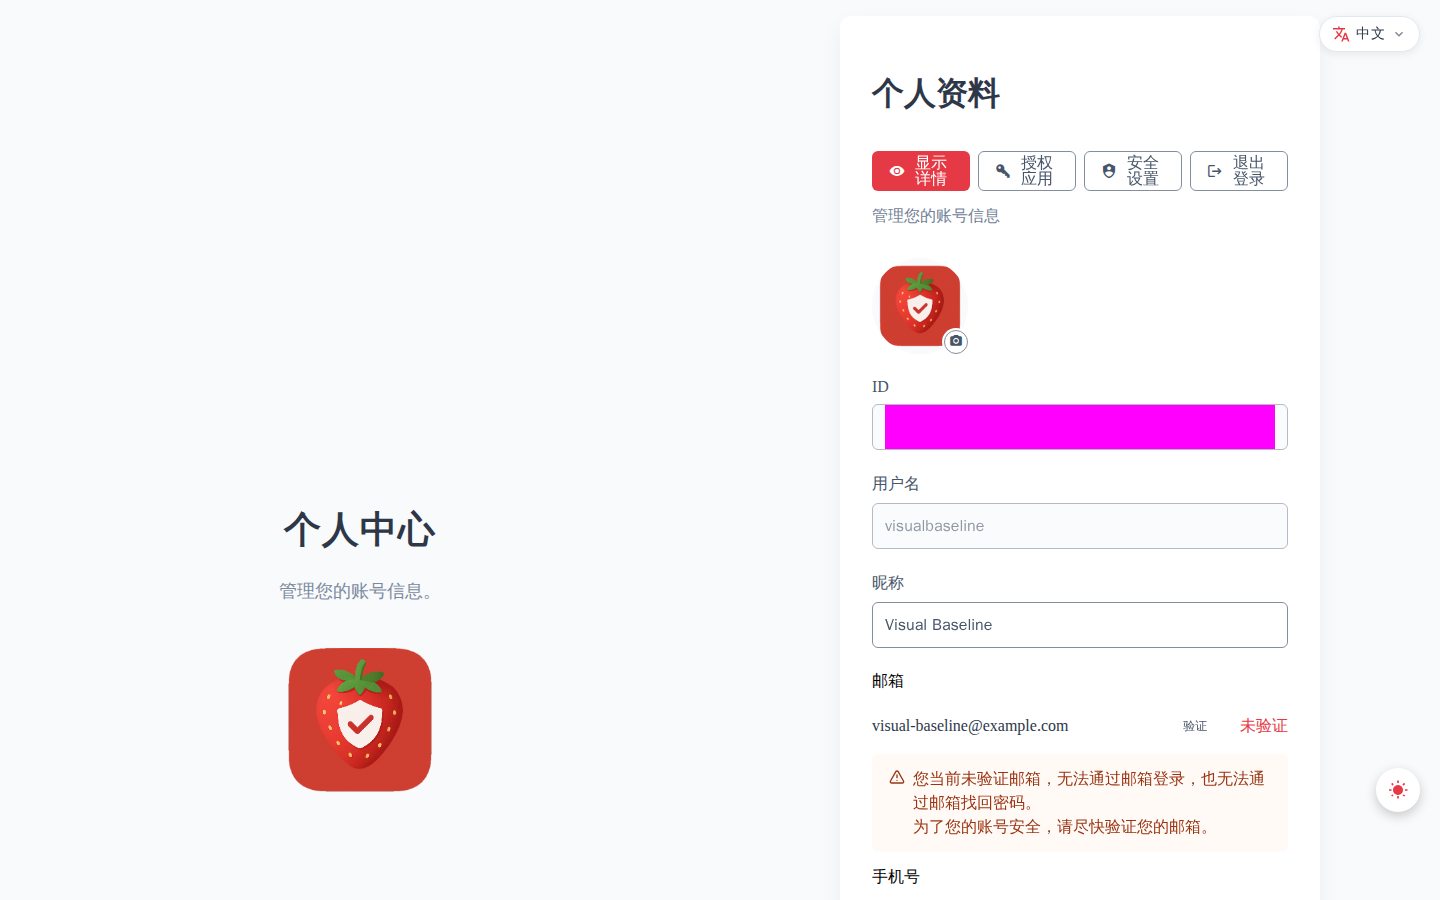 中文
个人资料
显示
详情
授权
应用
安全
设置
退出
登录
管理您的账号信息
ID
用户名
visualbaseline
昵称
Visual Baseline
邮箱
visual-baseline@example.com 验证 未验证
您当前未验证邮箱，无法通过邮箱登录，也无法通
过邮箱找回密码。
为了您的账号安全，请尽快验证您的邮箱。
手机号
个人中心
管理您的账号信息。